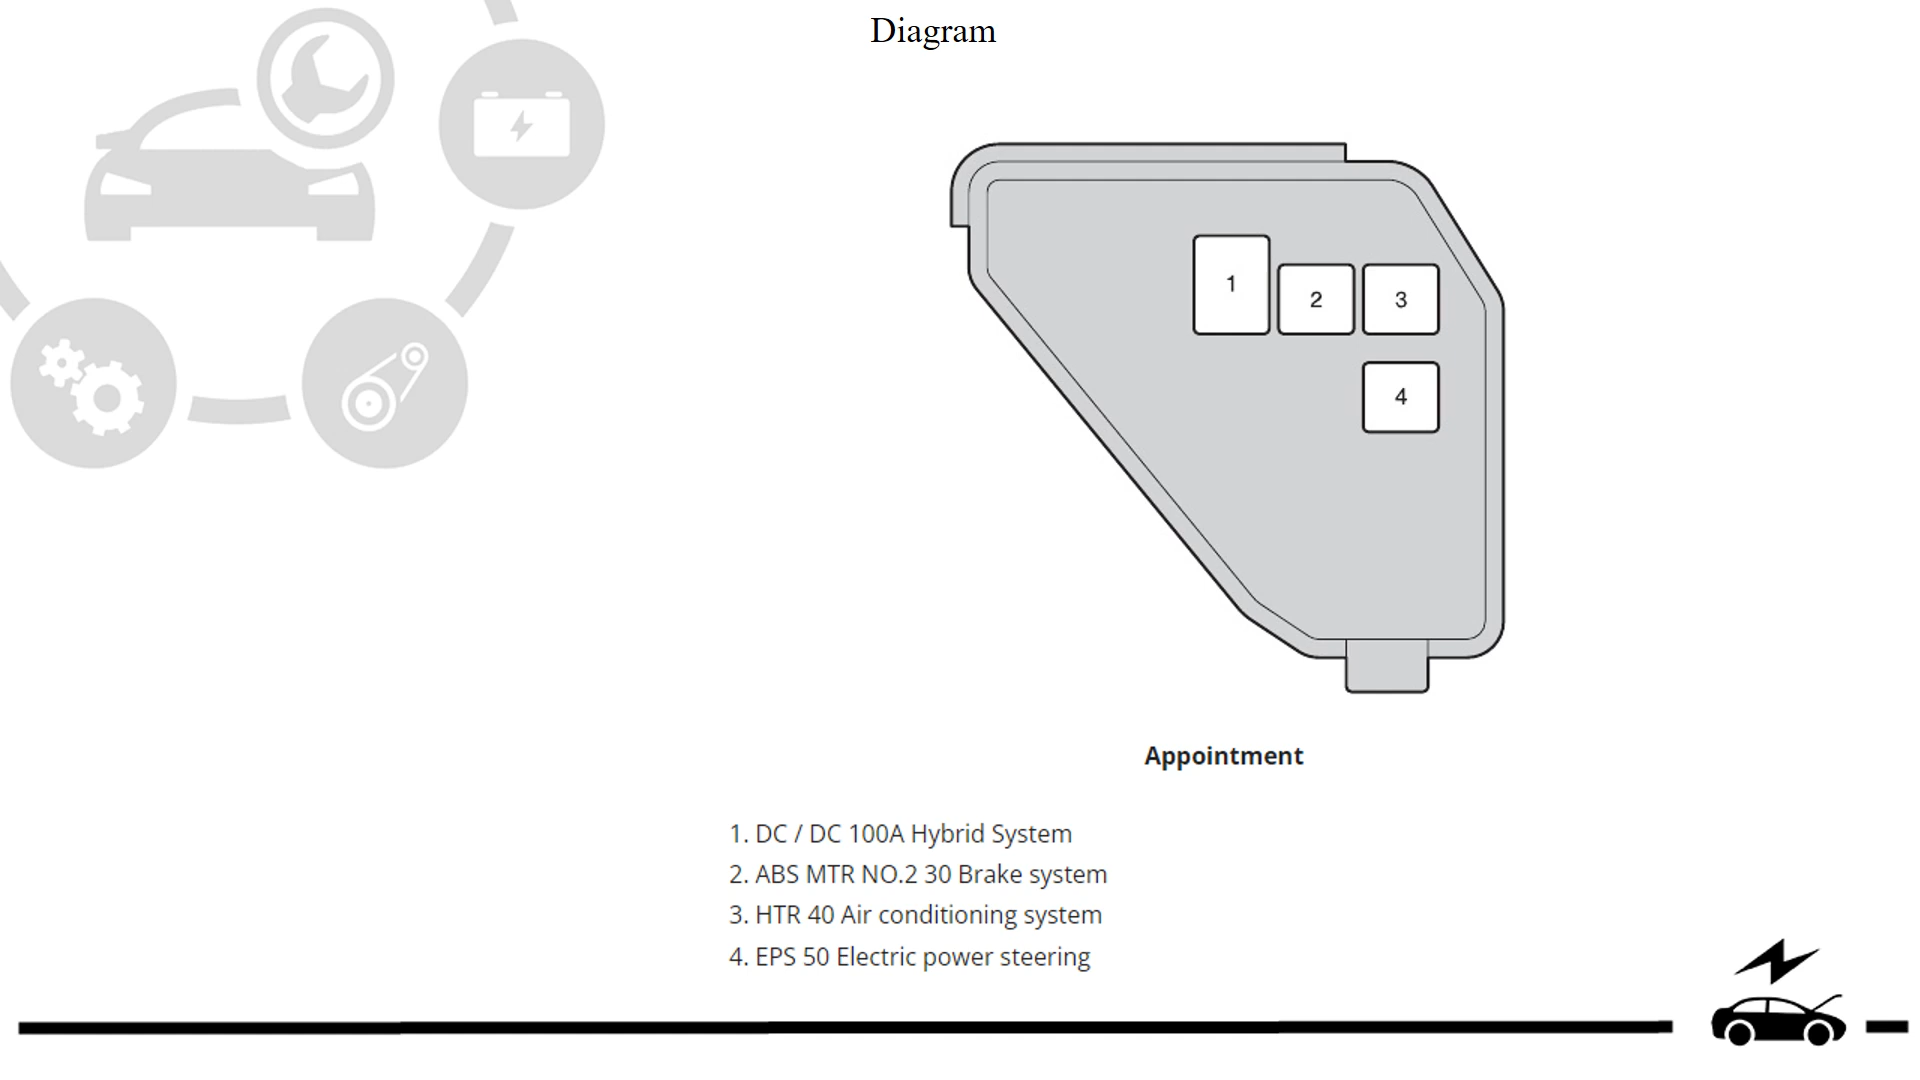 Diagram
1
2
3
4
Appointment
1. DC / DC 100A Hybrid System
2. ABS MTR NO.2 30 Brake system
3. HTR 40 Air conditioning system
4. EPS 50 Electric power steering